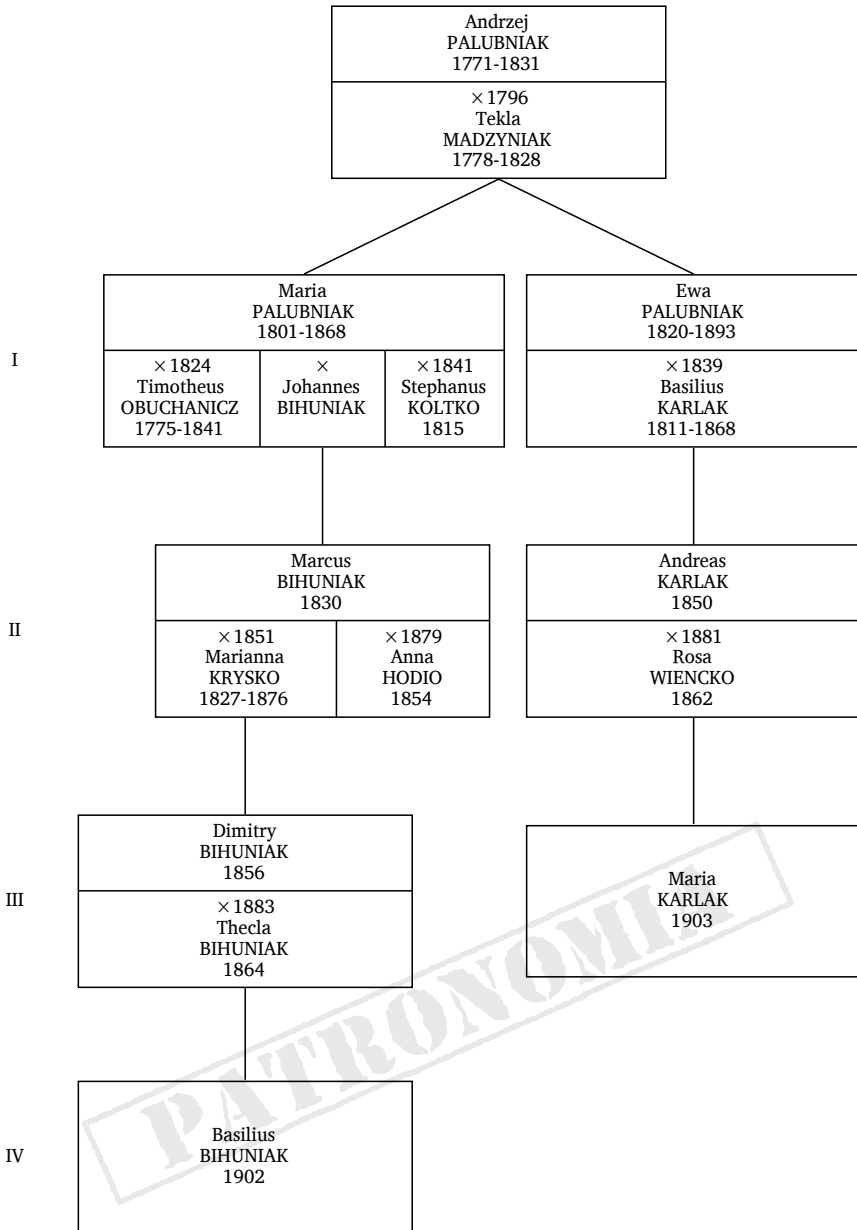 Andrzej
PALUBNIAK
1771-1831
×1796
Tekla
MADZYNIAK
1778-1828
I
Maria
PALUBNIAK
1801-1868
×1824
Timotheus
OBUCHANICZ
1775-1841
×
Johannes
BIHUNIAK
×1841
Stephanus
KOLTKO
1815
Ewa
PALUBNIAK
1820-1893
×1839
Basilius
KARLAK
1811-1868
II
Marcus
BIHUNIAK
1830
×1851
Marianna
KRYSKO
1827-1876
×1879
Anna
HODIO
1854
Andreas
KARLAK
1850
×1881
Rosa
WIENCKO
1862
III
Dimitry
BIHUNIAK
1856
×1883
Thecla
BIHUNIAK
1864
Maria
KARLAK
1903
PATRONOMIA
IV
Basilius
BIHUNIAK
1902